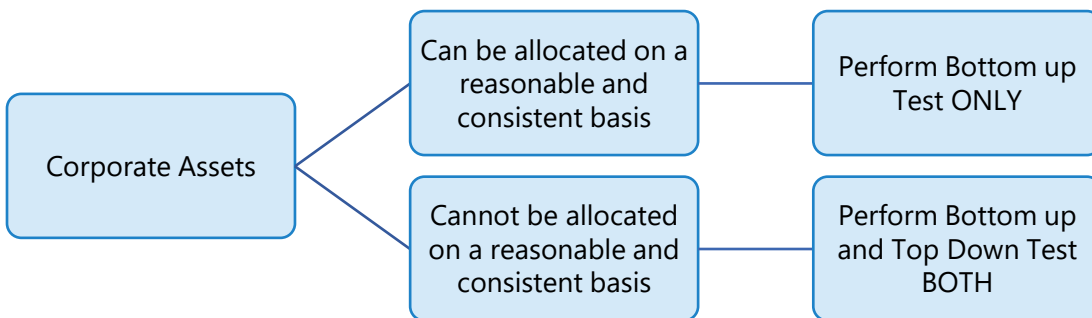 Corporate Assets
Can be allocated on a
reasonable and
consistent basis
Perform Bottom up
Test ONLY
Cannot be allocated
on a reasonable and
consistent basis
Perform Bottom up
and Top Down Test
BOTH